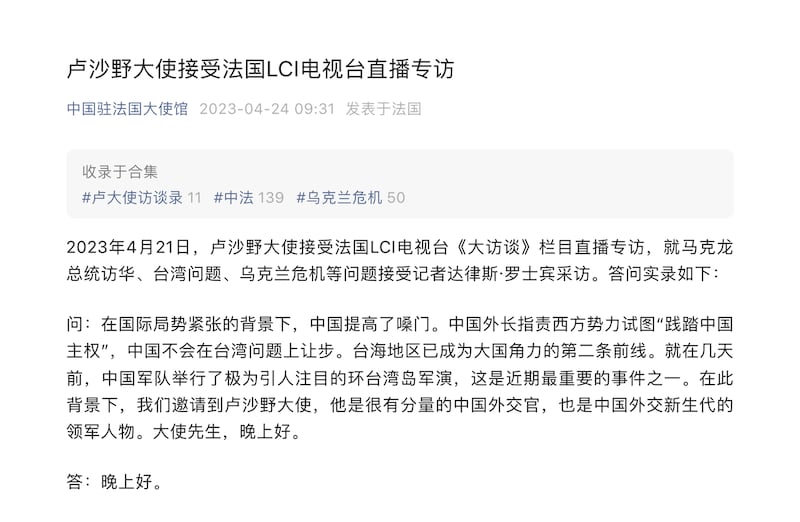 卢沙野大使接受法国LCI电视台直播专访
中国驻法国大使馆 2023-04-24 09:31 发表于法国
收录于合集
#卢大使访谈录 11 #中法 139 #乌克兰危机 50
2023年4月21日，卢沙野大使接受法国LCI电视台《大访谈》栏目直播专访，就马克龙
总统访华、台湾问题、乌克兰危机等问题接受记者达律斯·罗士宾采访。答问实录如下：
问：在国际局势紧张的背景下，中国提高了嗓门。中国外长指责西方势力试图“践踏中国
主权”，中国不会在台湾问题上让步。台海地区已成为大国角力的第二条前线。就在几天
前，中国军队举行了极为引人注目的环台湾岛军演，这是近期最重要的事件之一。在此
背景下，我们邀请到卢沙野大使，他是很有分量的中国外交官，也是中国外交新生代的
领军人物。大使先生，晚上好。
答：晚上好。